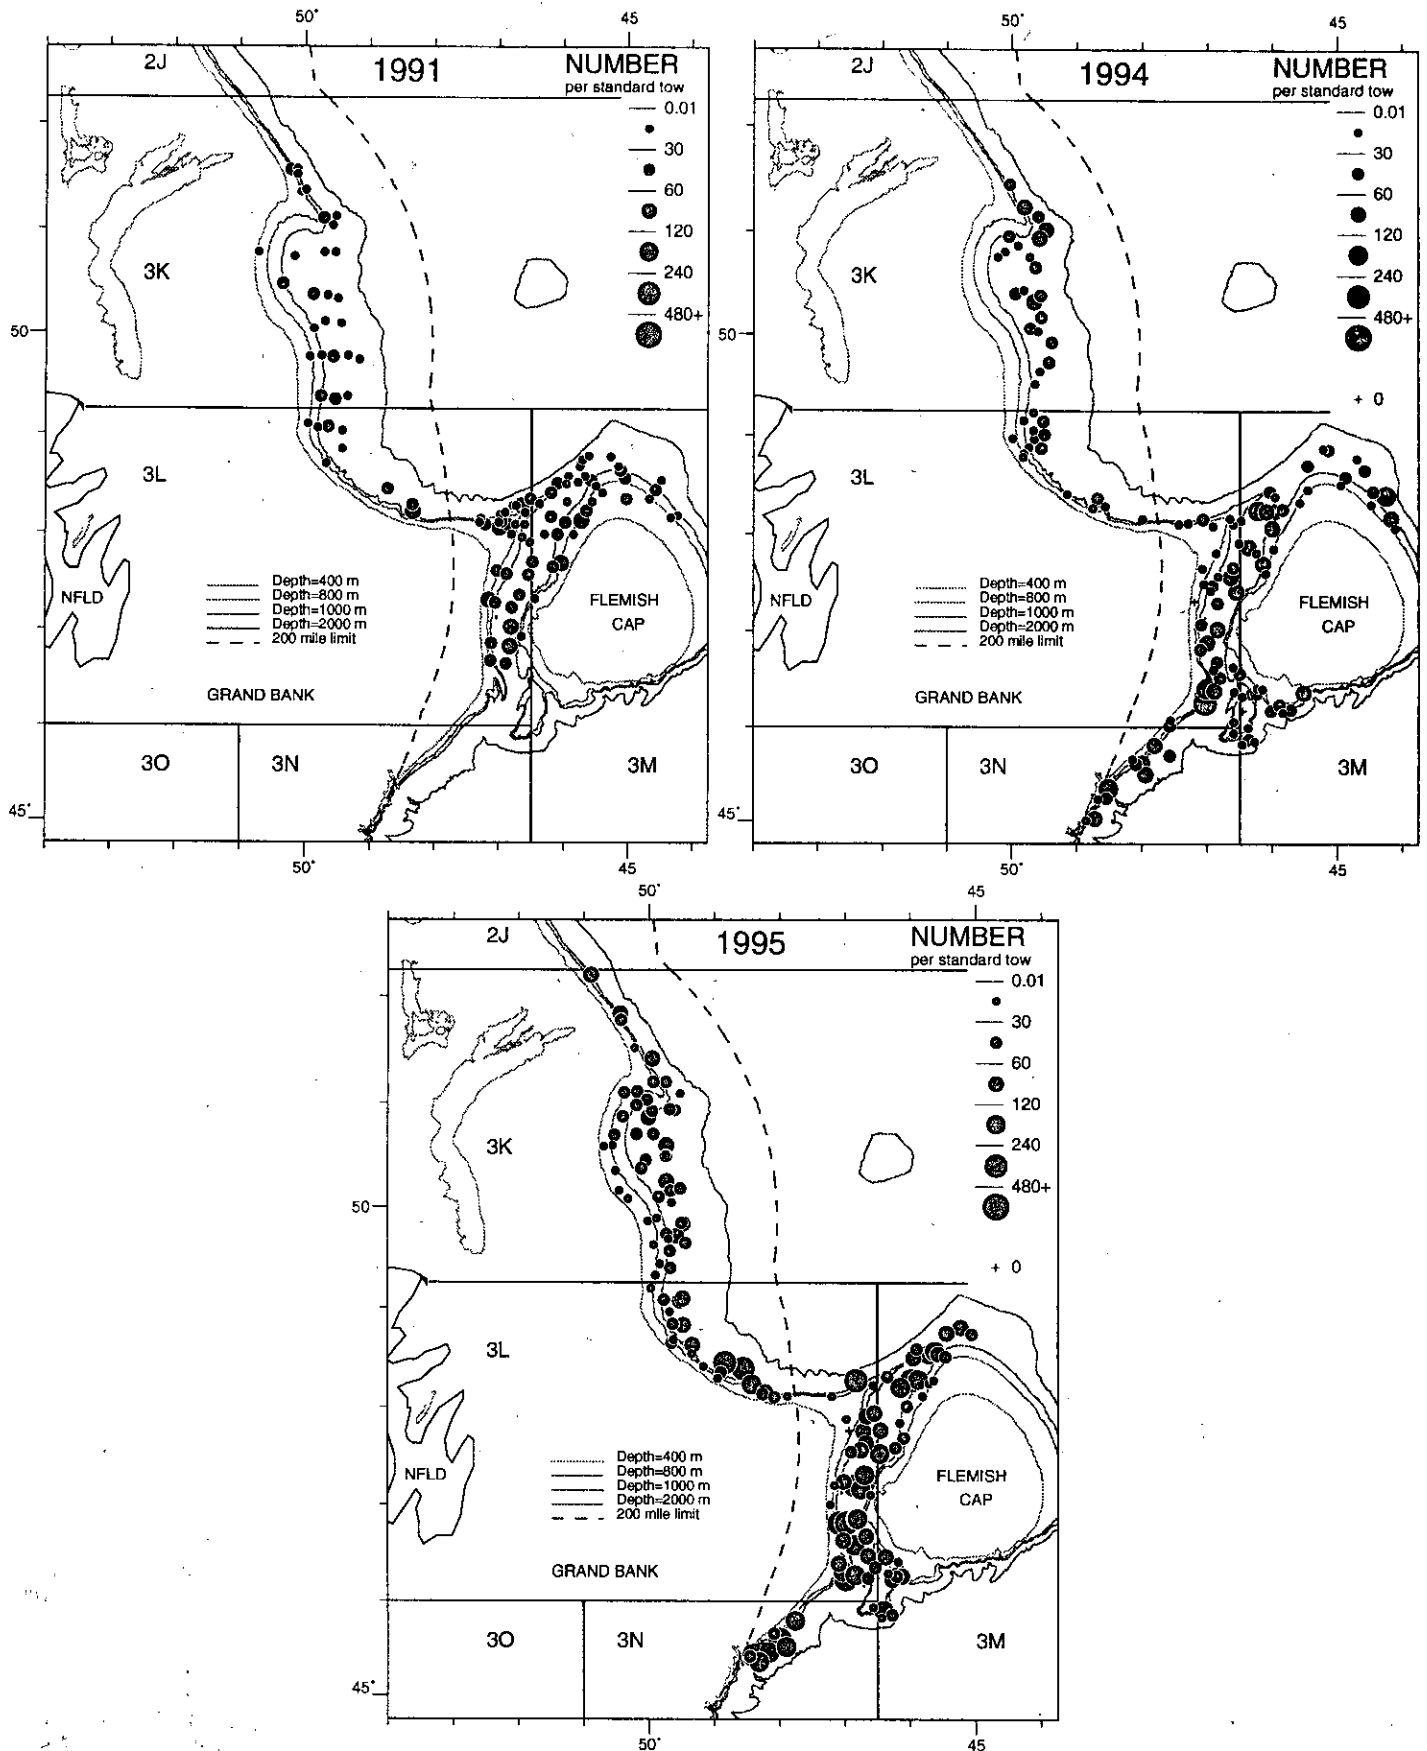 50° 45
2J 1991 NUMBER
per standard tow
0.01
30
60
120
240
480+
3K
50
3L
Depth=400 m
Depth=800 m
Depth=1000 m
Depth=2000 m
200 mile limit
NFLD
FLEMISH
CAP
GRAND BANK
3O 3N 3M
45°
50° 45
50° 45
2J 1994 NUMBER
per standard tow
0.01
30
60
120
240
480+
+ 0
3K
50
3L
Depth=400 m
Depth=800 m
Depth=1000 m
Depth=2000 m
200 mile limit
NFLD
FLEMISH
CAP
GRAND BANK
3O 3N 3M
45°
50° 45
50° 45
2J 1995 NUMBER
per standard tow
0.01
30
60
120
240
480+
+ 0
3K
50
3L
Depth=400 m
Depth=800 m
Depth=1000 m
Depth=2000 m
200 mile limit
NFLD
FLEMISH
CAP
GRAND BANK
3O 3N 3M
45°
50° 45